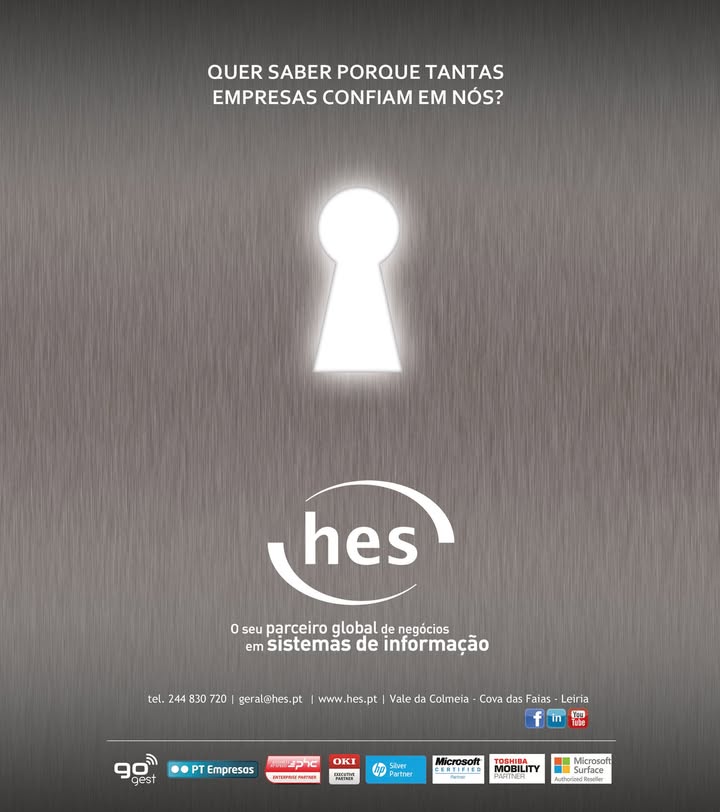 QUER SABER PORQUE TANTAS
EMPRESAS CONFIAM EM NÓS?
hes
O seu parceiro global de negócios
em sistemas de informação
tel. 244 830 720 | geral@hes.pt | www.hes.pt | Vale da Colmeia - Cova das Faias - Leiria
f in You Tube
go gest
PT Empresas
phc
ENTERPRISE PARTNER
OKI
EXECUTIVE
PARTNER
hp Silver
Partner
Microsoft
CERTIFIED
Partner
TOSHIBA
MOBILITY
PARTNER
Microsoft
Surface
Authorized Reseller